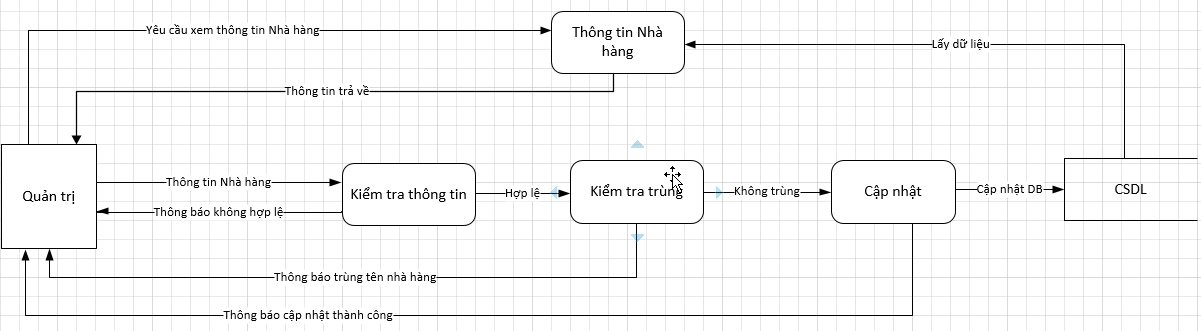 Yêu cầu xem thông tin Nhà hàng
Thông tin Nhà
hàng
Lấy dữ liệu
Thông tin trả về
Quản trị
Thông tin Nhà hàng
Kiểm tra thông tin
Hợp lệ
Kiểm tra trùng
Không trùng
Cập nhật
Cập nhật DB
CSDL
Thông báo không hợp lệ
Thông báo trùng tên nhà hàng
Thông báo cập nhật thành công